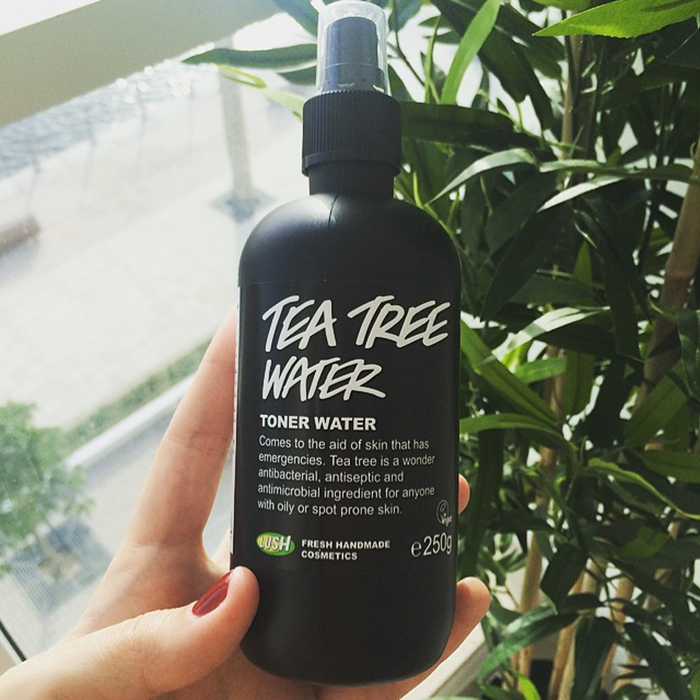 TEA TREE
WATER
TONER WATER
Comes to the aid of skin that has
emergencies. Tea tree is a wonder
antibacterial, antiseptic and
antimicrobial ingredient for anyone
with oily or spot prone skin.
Vegan
LUSH
FRESH HANDMADE
COSMETICS
℮250g